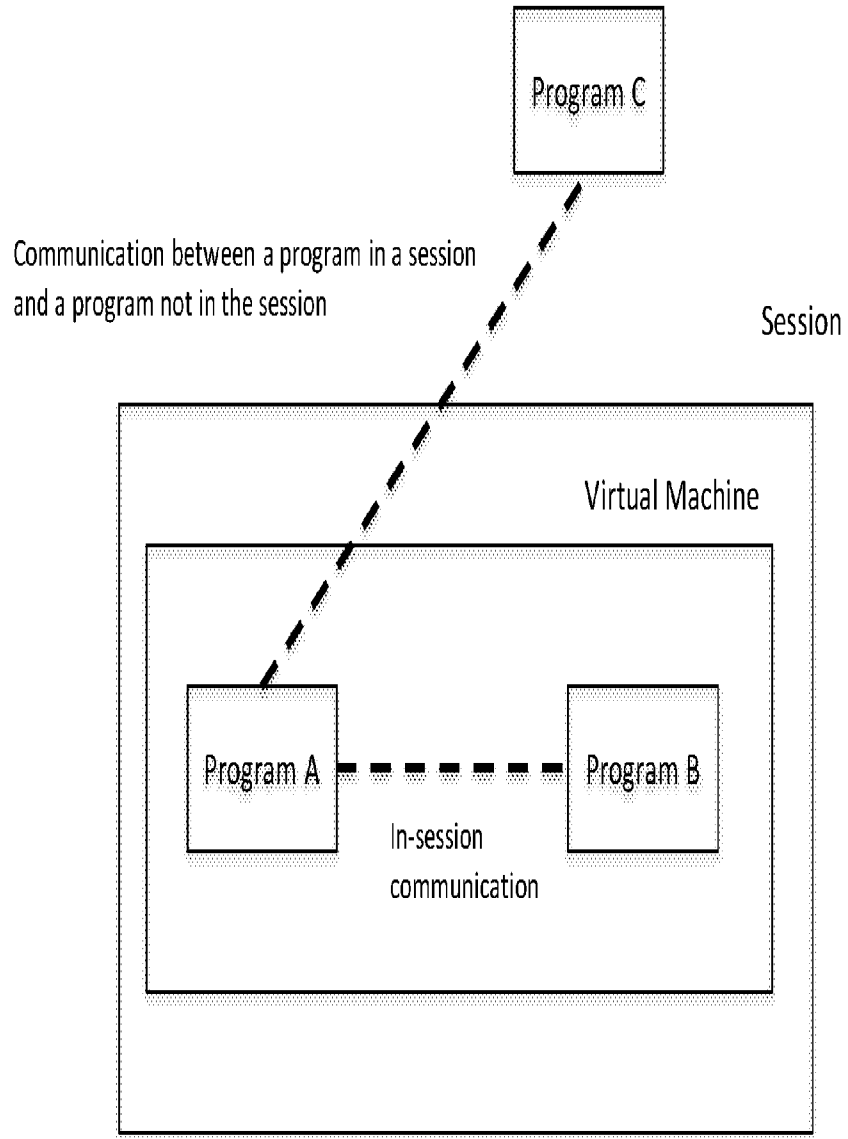 Program C
Communication between a program in a session
and a program not in the session
Session
Virtual Machine
Program A
Program B
In-session
communication